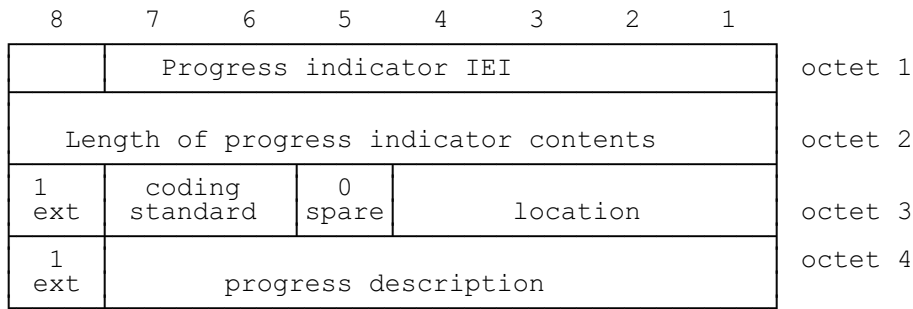 8 7 6 5 4 3 2 1
Progress indicator IEI octet 1
Length of progress indicator contents octet 2
1 coding 0
ext standard spare location octet 3
1 octet 4
ext progress description